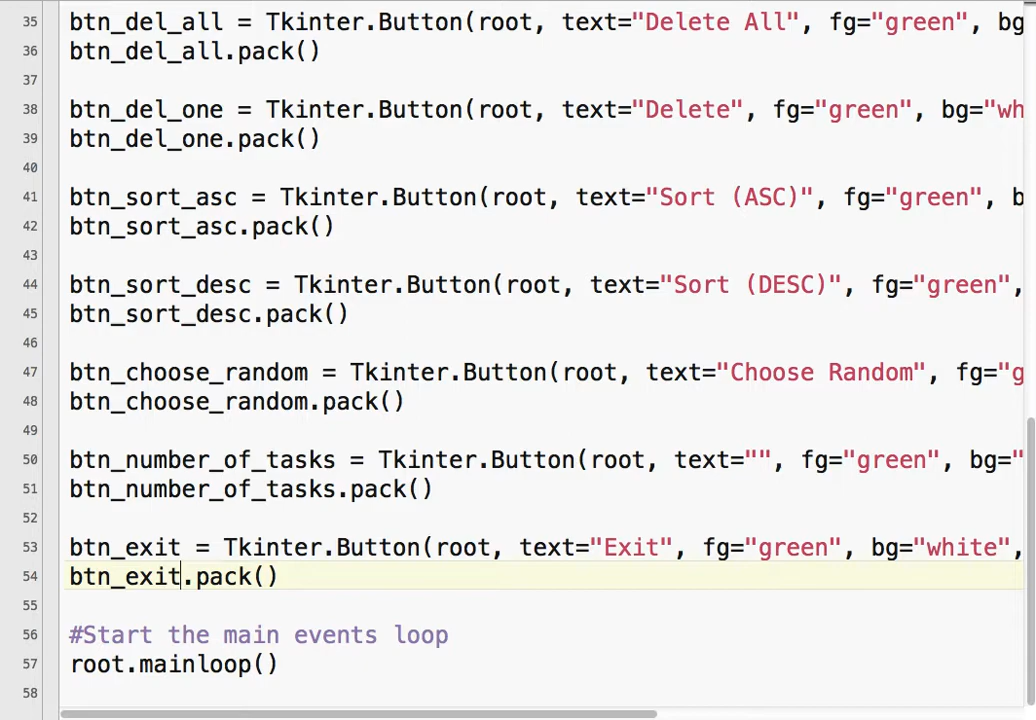 35 btn_del_all = Tkinter.Button(root, text="Delete All", fg="green", bg
36 btn_del_all.pack()
37
38 btn_del_one = Tkinter.Button(root, text="Delete", fg="green", bg="wh
39 btn_del_one.pack()
40
41 btn_sort_asc = Tkinter.Button(root, text="Sort (ASC)", fg="green", b
42 btn_sort_asc.pack()
43
44 btn_sort_desc = Tkinter.Button(root, text="Sort (DESC)", fg="green",
45 btn_sort_desc.pack()
46
47 btn_choose_random = Tkinter.Button(root, text="Choose Random", fg="g
48 btn_choose_random.pack()
49
50 btn_number_of_tasks = Tkinter.Button(root, text="", fg="green", bg="
51 btn_number_of_tasks.pack()
52
53 btn_exit = Tkinter.Button(root, text="Exit", fg="green", bg="white",
54 btn_exit.pack()
55
56 #Start the main events loop
57 root.mainloop()
58